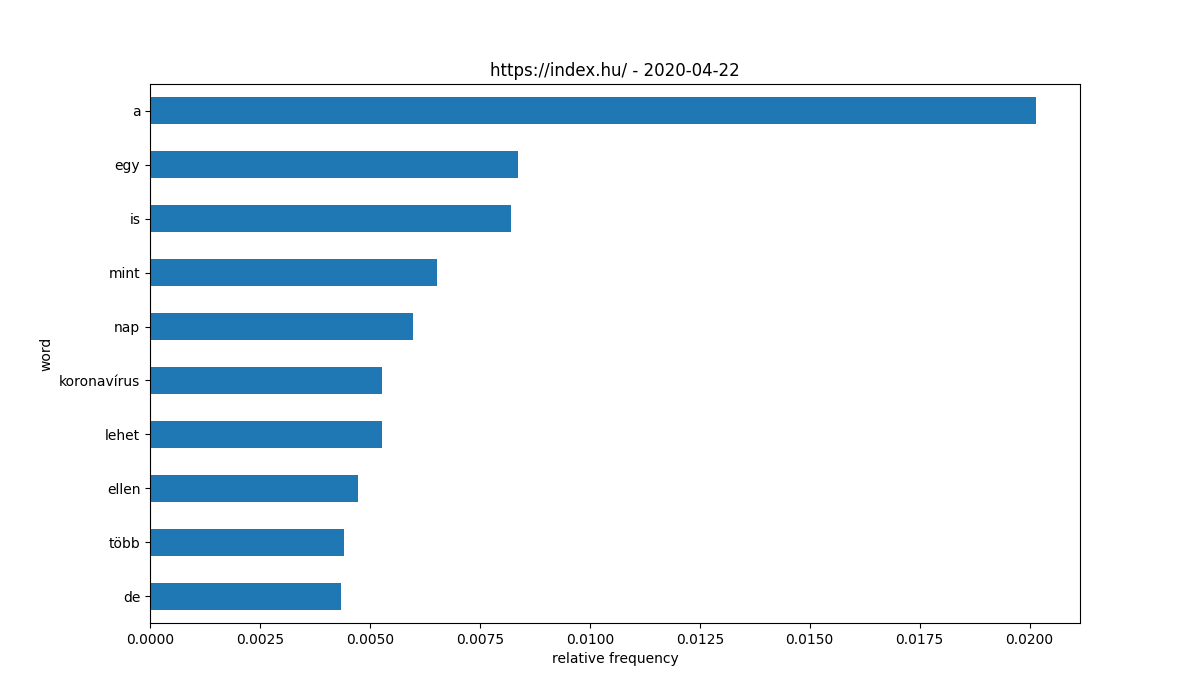 https://index.hu/ - 2020-04-22
word
a
egy
is
mint
nap
koronavírus
lehet
ellen
több
de
0.0000 0.0025 0.0050 0.0075 0.0100 0.0125 0.0150 0.0175 0.0200
relative frequency